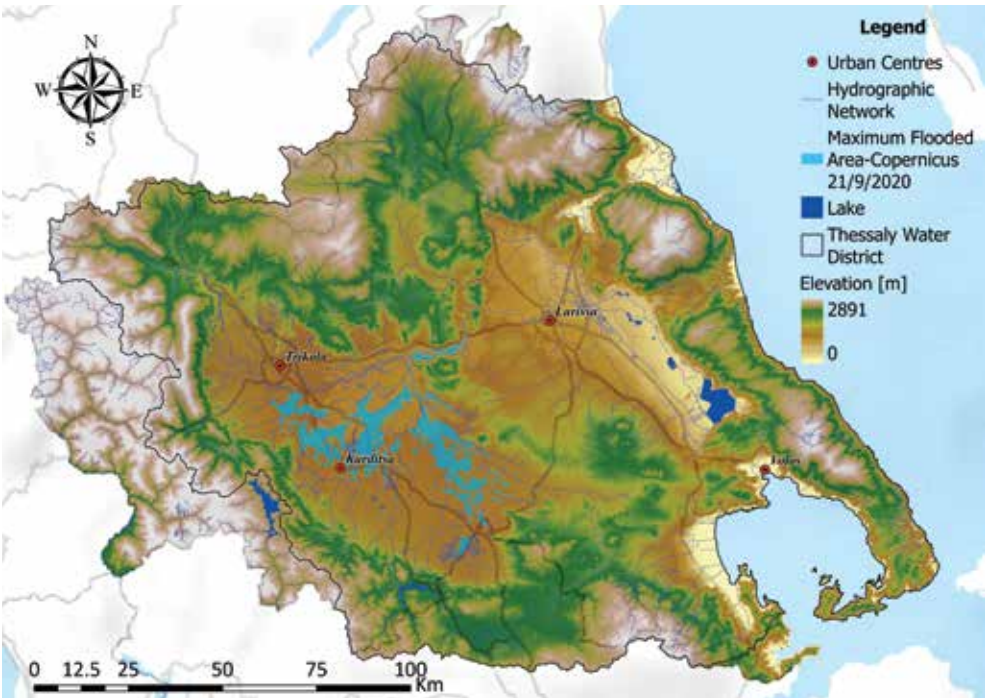 N
W
E
S
Legend
Urban Centres
Hydrographic
Network
Maximum Flooded
Area-Copernicus
21/9/2020
Lake
Thessaly Water
District
Elevation [m]
2891
0
Larissa
Trikala
Karditsa
Volos
0 12.5 25 50 75 100
Km